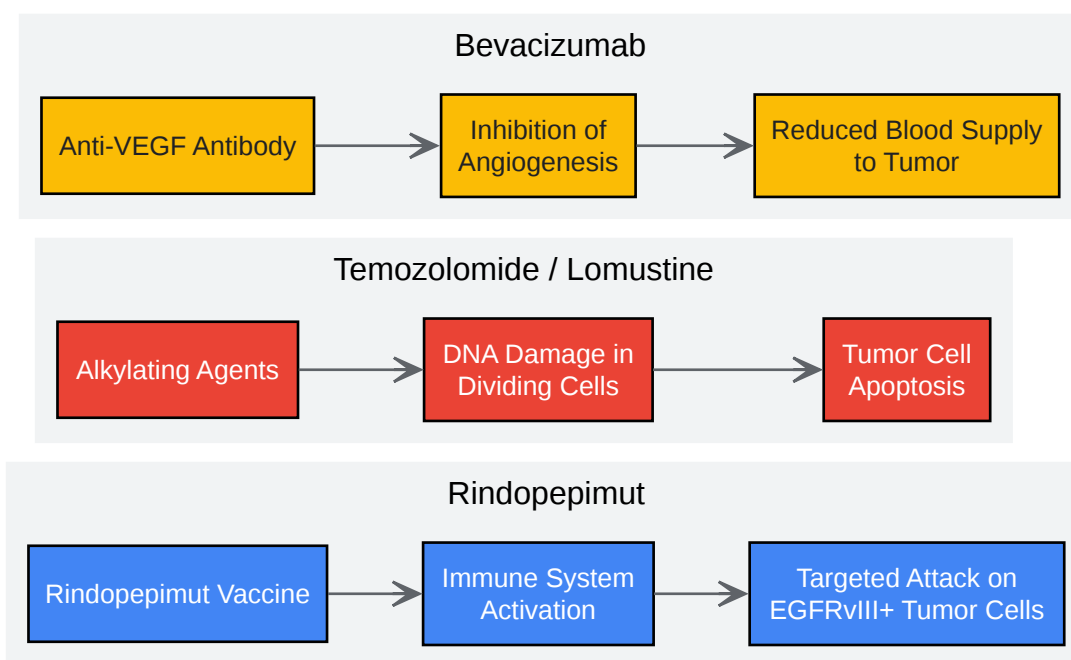 Bevacizumab
Anti-VEGF Antibody
Inhibition of
Angiogenesis
Reduced Blood Supply
to Tumor
Temozolomide / Lomustine
Alkylating Agents
DNA Damage in
Dividing Cells
Tumor Cell
Apoptosis
Rindopepimut
Rindopepimut Vaccine
Immune System
Activation
Targeted Attack on
EGFRvIII+ Tumor Cells